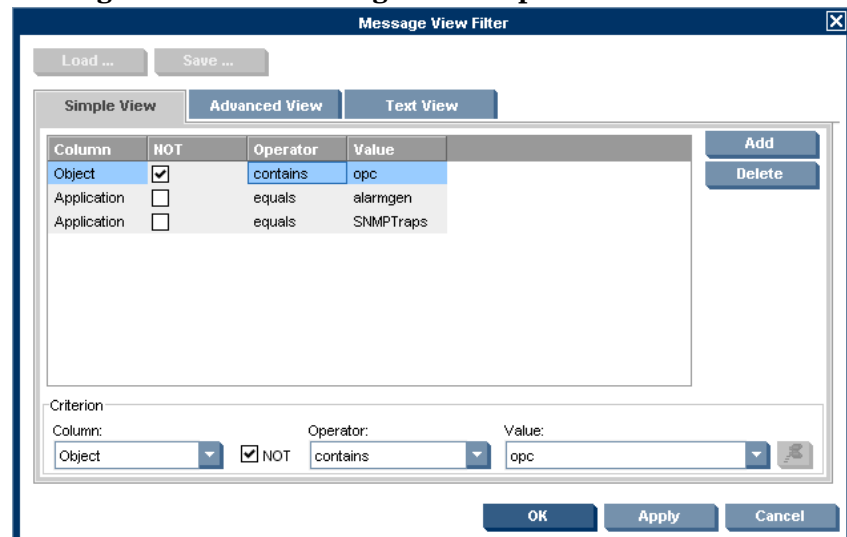 Message View Filter
Load ... Save ...
Simple View Advanced View Text View
Column NOT Operator Value
Object contains opc
Application equals alarmgen
Application equals SNMPTraps
Add
Delete
Criterion
Column: Operator: Value:
Object NOT contains opc
OK Apply Cancel